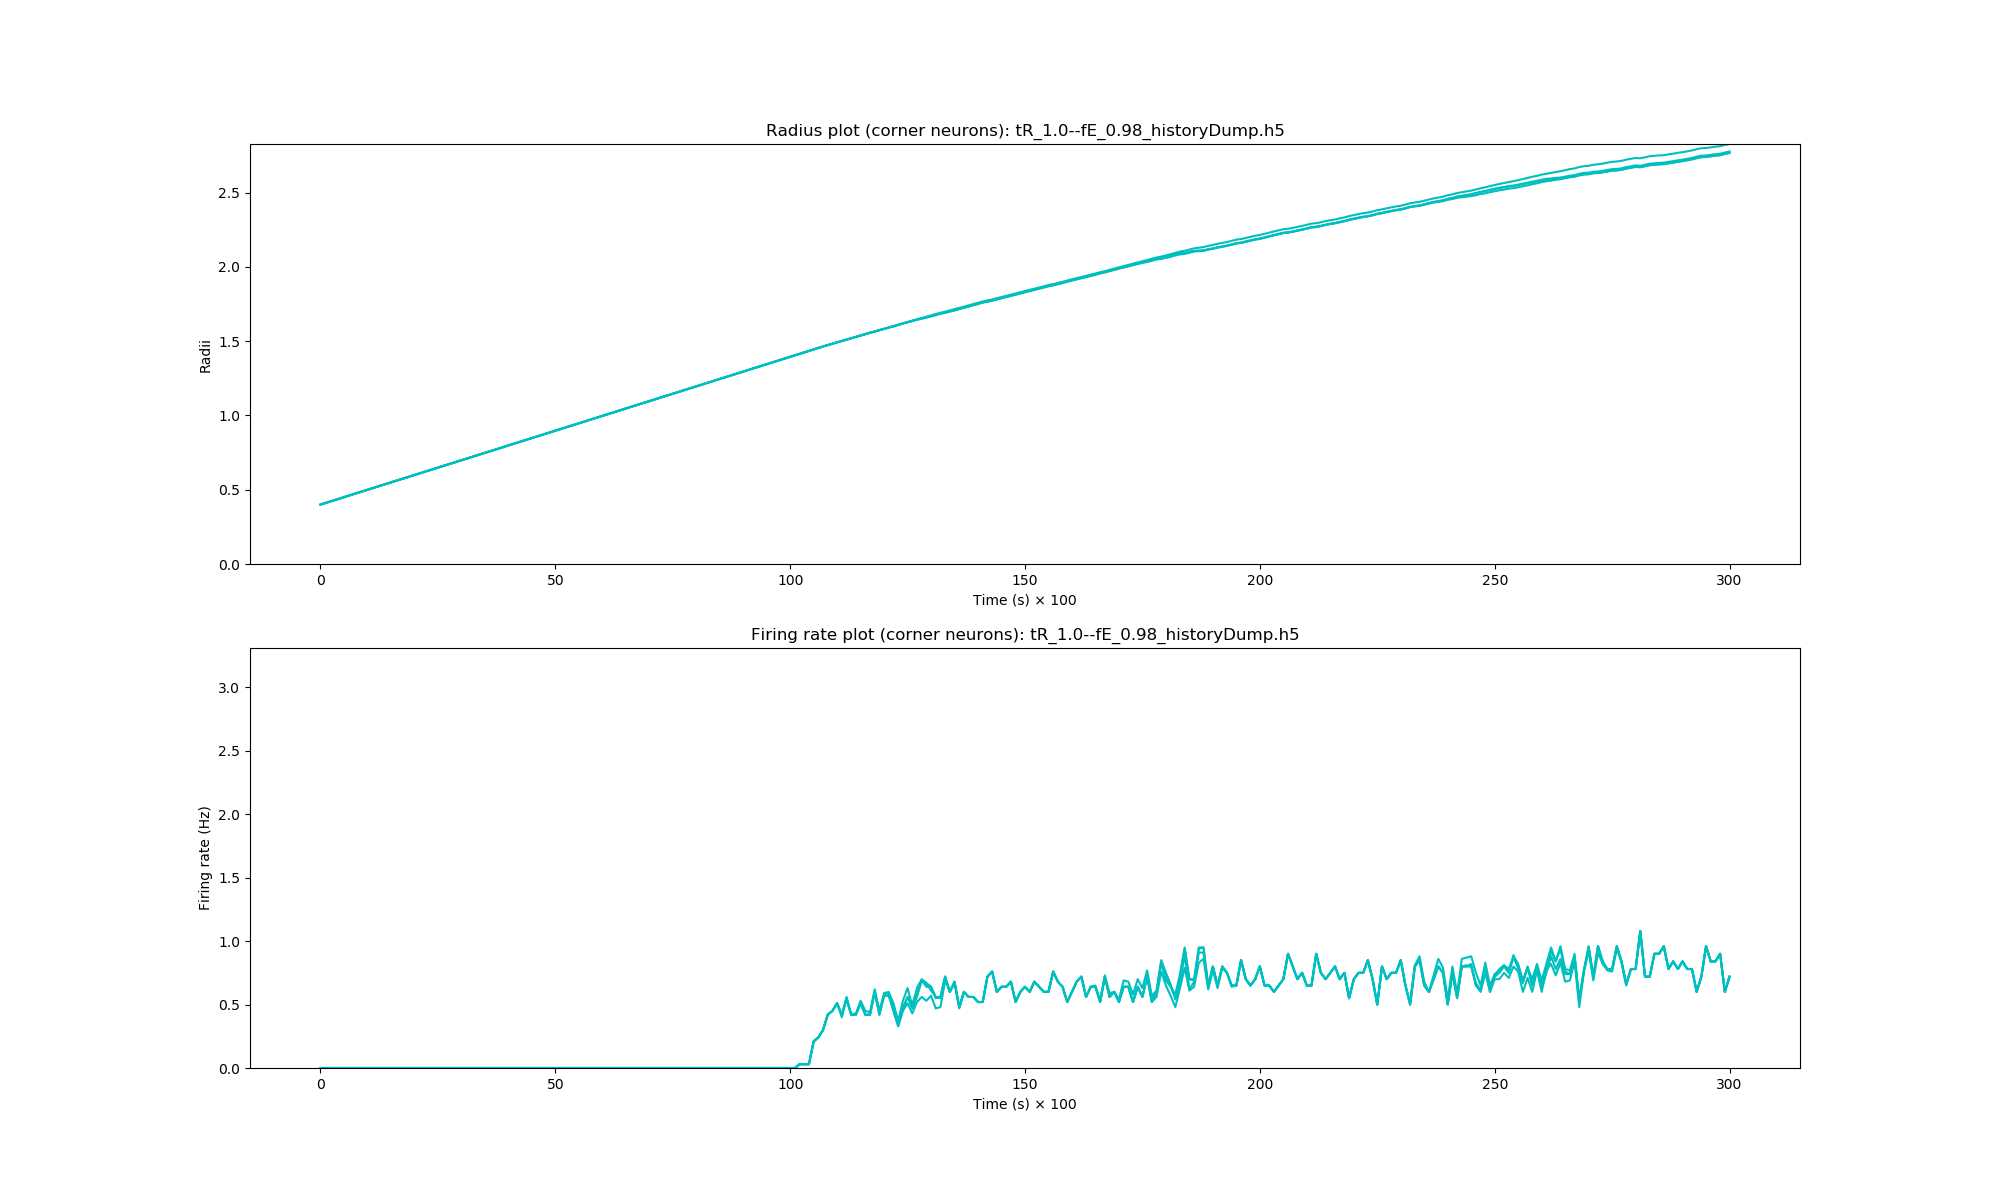 Radius plot (corner neurons): tR_1.0--fE_0.98_historyDump.h5
2.5
2.0
1.5
1.0
0.5
0.0
Radii
0 50 100 150 200 250 300
Time (s) × 100
Firing rate plot (corner neurons): tR_1.0--fE_0.98_historyDump.h5
3.0
2.5
2.0
1.5
1.0
0.5
0.0
Firing rate (Hz)
0 50 100 150 200 250 300
Time (s) × 100